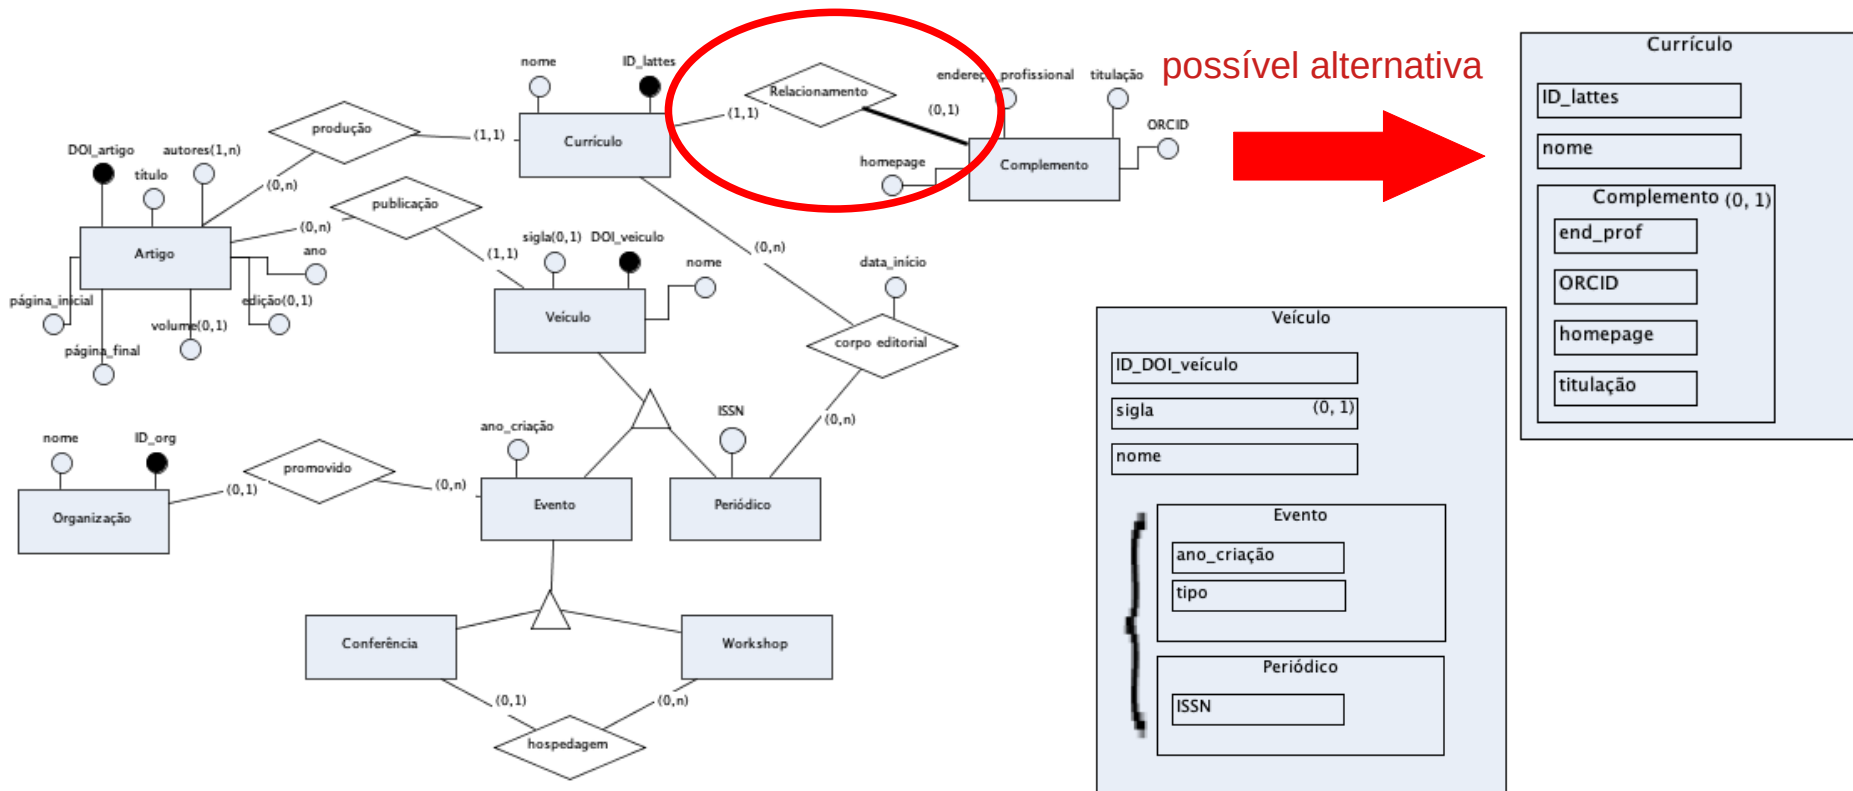 nome
ID_lattes
Relacionamento
endereço_profissional
titulação
possível alternativa
Currículo
produção
(1,1)
Currículo
(1,1)
(0,1)
ORCID
ID_lattes
DOI_artigo
autores(1,n)
título
(0,n)
homepage
Complemento
nome
publicação
Complemento (0, 1)
end_prof
ORCID
homepage
titulação
Artigo
(0,n)
ano
(1,1)
sigla(0,1)
DOI_veiculo
nome
(0,n)
data_início
página_inicial
edição(0,1)
volume(0,1)
página_final
Veículo
corpo editorial
Veículo
ID_DOI_veículo
sigla (0, 1)
nome
nome
ID_org
promovido
(0,1)
(0,n)
ano_criação
ISSN
(0,n)
Organização
Evento
Periódico
Evento
ano_criação
tipo
Periódico
ISSN
Conferência
Workshop
(0,1)
(0,n)
hospedagem